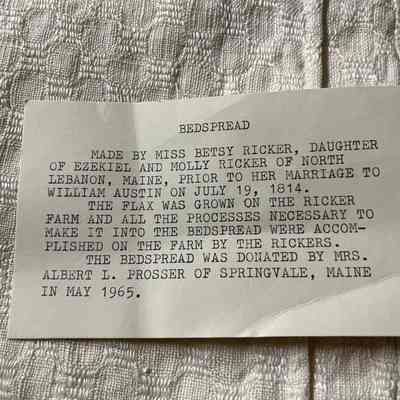 BEDSPREAD
MADE BY MISS BETSY RICKER, DAUGHTER
OF EZEKIEL AND MOLLY RICKER OF NORTH
LEBANON, MAINE, PRIOR TO HER MARRIAGE TO
WILLIAM AUSTIN ON JULY 19, 1814.
THE FLAX WAS GROWN ON THE RICKER
FARM AND ALL THE PROCESSES NECESSARY TO
MAKE IT INTO THE BEDSPREAD WERE ACCOM-
PLISHED ON THE FARM BY THE RICKERS.
THE BEDSPREAD WAS DONATED BY MRS.
ALBERT L. PROSSER OF SPRINGVALE, MAINE
IN MAY 1965.